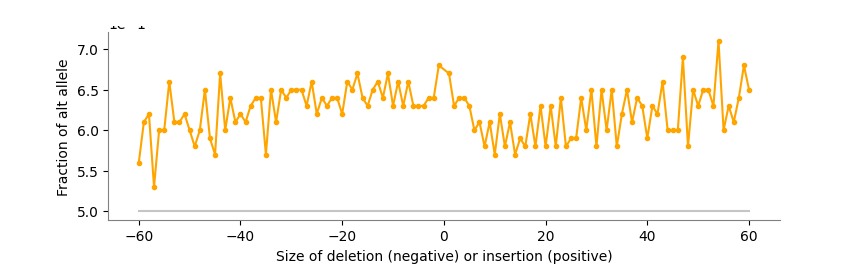 7.0
6.5
6.0
5.5
5.0
Fraction of alt allele
−60 −40 −20 0 20 40 60
Size of deletion (negative) or insertion (positive)